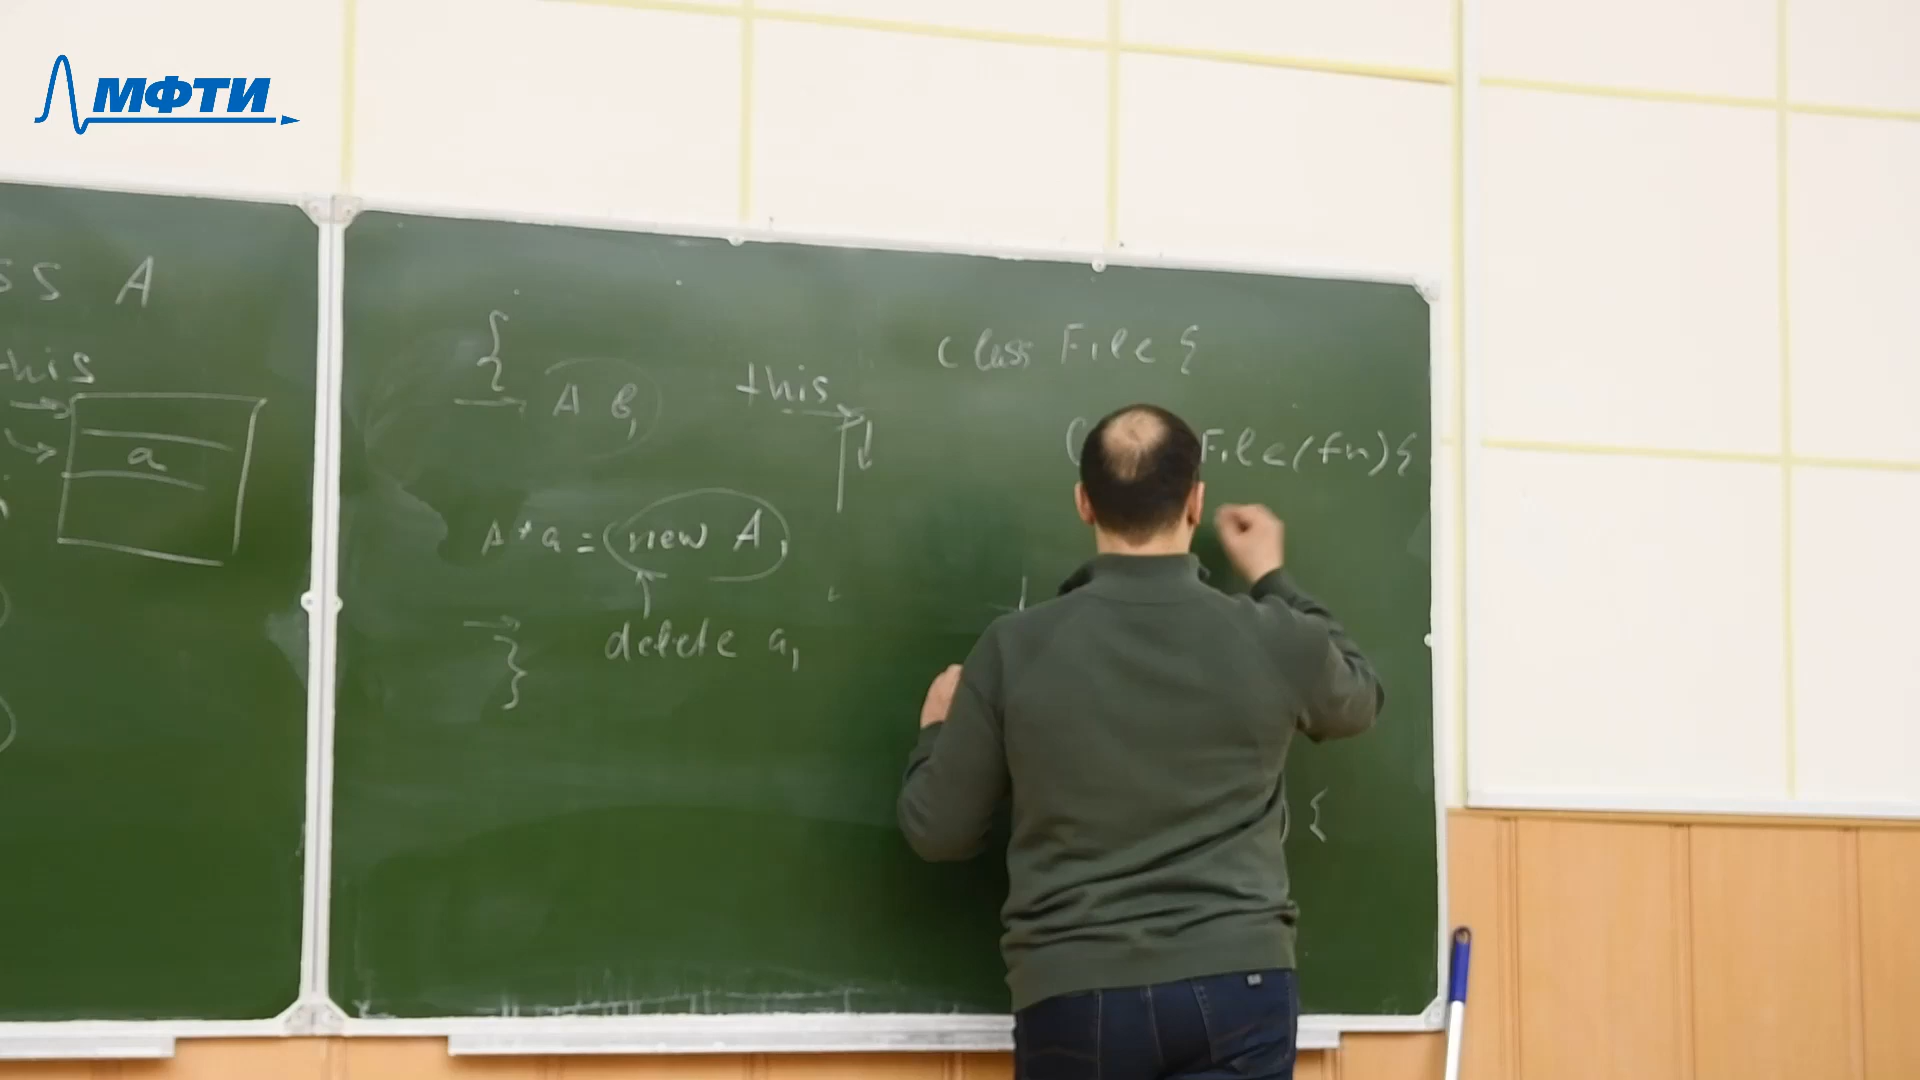 МФТИ
ss A
this
a
{
A b;
this
A *a = new A;
delete a;
}
class File {
File(fn){
) {